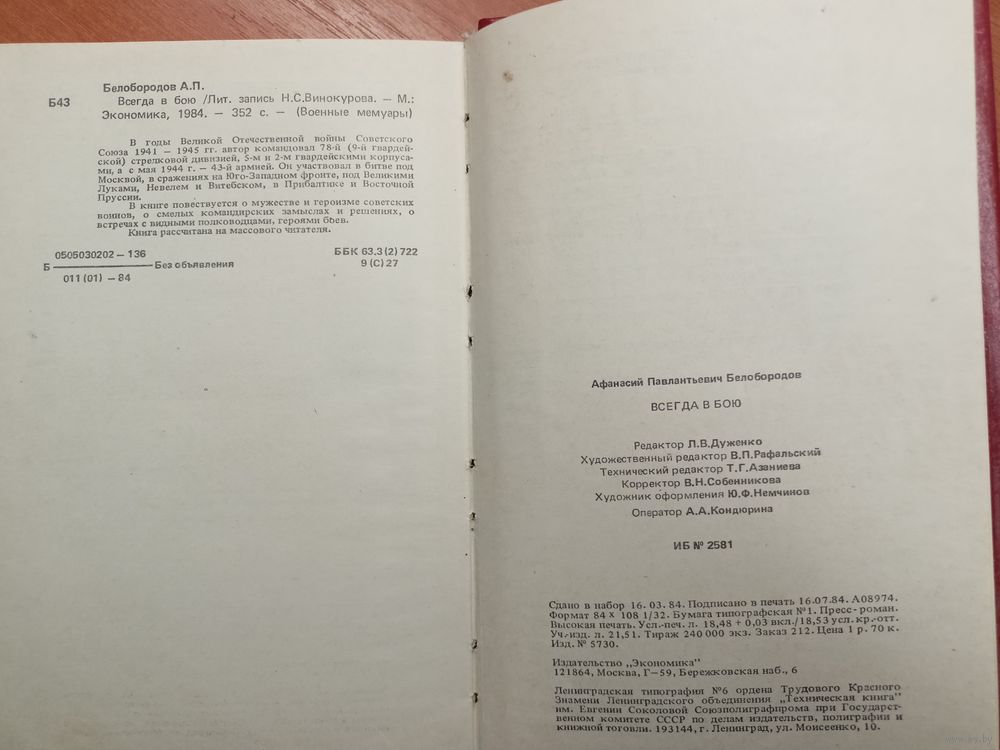 Белобородов А.П.
Б43
Всегда в бою /Лит. запись Н.С.Винокурова. — М.:
Экономика, 1984. — 352 с. — (Военные мемуары)
В годы Великой Отечественной войны Советского
Союза 1941 — 1945 гг. автор командовал 78-й (9-й гвардей-
ской) стрелковой дивизией, 5-м и 2-м гвардейскими корпуса-
ми, а с мая 1944 г. — 43-й армией. Он участвовал в битве под
Москвой, в сражениях на Юго-Западном фронте, под Великими
Луками, Невелем и Витебском, в Прибалтике и Восточной
Пруссии.
В книге повествуется о мужестве и героизме советских
воинов, о смелых командирских замыслах и решениях, о
встречах с видными полководцами, героями боев.
Книга рассчитана на массового читателя.
Б 0505030202 — 136
011 (01) — 84
Без объявления
ББК 63.3 (2) 722
9 (С) 27
Афанасий Павлантьевич Белобородов
ВСЕГДА В БОЮ
Редактор Л.В.Дуженко
Художественный редактор В.П.Рафальский
Технический редактор Т.Г.Азаниева
Корректор В.Н.Собенникова
Художник оформления Ю.Ф.Немчинов
Оператор А.А.Кондюрина
ИБ № 2581
Сдано в набор 16. 03. 84. Подписано в печать 16.07.84. А08974.
Формат 84 × 108 1/32. Бумага типографская №1. Пресс-роман.
Высокая печать. Усл.-печ. л. 18,48 + 0,03 вкл./18,53 усл. кр.-отт.
Уч.-изд. л. 21,51. Тираж 240 000 экз. Заказ 212. Цена 1 р. 70 к.
Изд. № 5730.
Издательство „Экономика"
121864, Москва, Г—59, Бережковская наб., 6
Ленинградская типография №6 ордена Трудового Красного
Знамени Ленинградского объединения „Техническая книга"
им. Евгении Соколовой Союзполиграфпрома при Государст-
венном комитете СССР по делам издательств, полиграфии и
книжной тоговли. 193144, г. Ленинград, ул. Моисеенко, 10.
www.ay.by